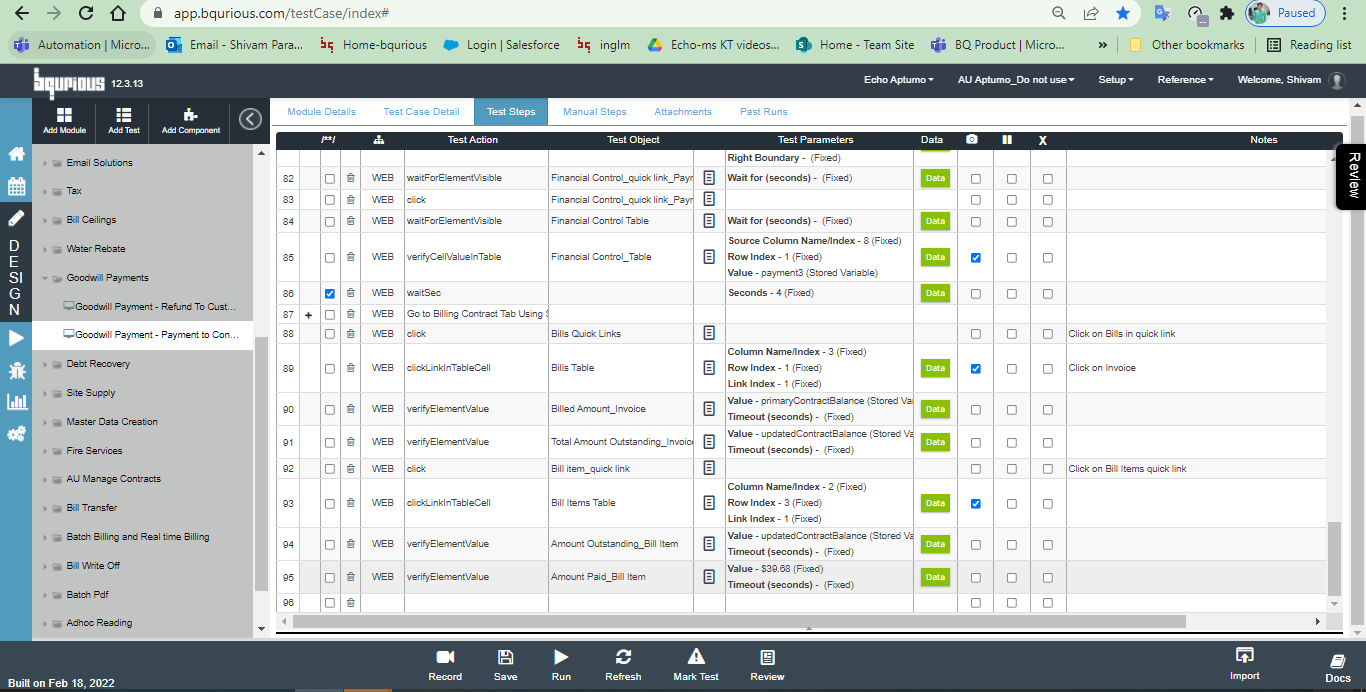 app.bqurious.com/testCase/index#
Paused
Automation | Micro...
Email - Shivam Para...
Home-bqurious
Login | Salesforce
inglm
Echo-ms KT videos...
Home - Team Site
BQ Product | Micro...
»
Other bookmarks
Reading list
bqurious 12.3.13
Echo Aptumo
AU Aptumo_Do not use
Setup
Reference
Welcome, Shivam
Add Module
Add Test
Add Component
Module Details
Test Case Detail
Test Steps
Manual Steps
Attachments
Past Runs
DESIGN
Email Solutions
Tax
Bill Ceilings
Water Rebate
Goodwill Payments
Goodwill Payment - Refund To Cust...
Goodwill Payment - Payment to Con...
Debt Recovery
Site Supply
Master Data Creation
Fire Services
AU Manage Contracts
Bill Transfer
Batch Billing and Real time Billing
Bill Write Off
Batch Pdf
Adhoc Reading
/**/ Test Action Test Object Test Parameters Data X Notes
Right Boundary - (Fixed)
82 WEB waitForElementVisible Financial Control_quick link_Payr Wait for (seconds) - (Fixed) Data
83 WEB click Financial Control_quick link_Payr
84 WEB waitForElementVisible Financial Control Table Wait for (seconds) - (Fixed) Data
Source Column Name/Index - 8 (Fixed)
85 WEB verifyCellValueInTable Financial Control_Table Row Index - 1 (Fixed) Data
Value - payment3 (Stored Variable)
86 WEB waitSec Seconds - 4 (Fixed) Data
87 + WEB Go to Billing Contract Tab Using S
88 WEB click Bills Quick Links Click on Bills in quick link
Column Name/Index - 3 (Fixed)
89 WEB clickLinkInTableCell Bills Table Row Index - 1 (Fixed) Data Click on Invoice
Link Index - 1 (Fixed)
90 WEB verifyElementValue Billed Amount_Invoice Value - primaryContractBalance (Stored Var Data
Timeout (seconds) - (Fixed)
91 WEB verifyElementValue Total Amount Outstanding_Invoice Value - updatedContractBalance (Stored Va Data
Timeout (seconds) - (Fixed)
92 WEB click Bill item_quick link Click on Bill Items quick link
Column Name/Index - 2 (Fixed)
93 WEB clickLinkInTableCell Bill Items Table Row Index - 3 (Fixed) Data
Link Index - 1 (Fixed)
94 WEB verifyElementValue Amount Outstanding_Bill Item Value - updatedContractBalance (Stored Va Data
Timeout (seconds) - (Fixed)
95 WEB verifyElementValue Amount Paid_Bill Item Value - $39.68 (Fixed) Data
Timeout (seconds) - (Fixed)
96
Review
Record
Save
Run
Refresh
Mark Test
Review
Import
Docs
Built on Feb 18, 2022